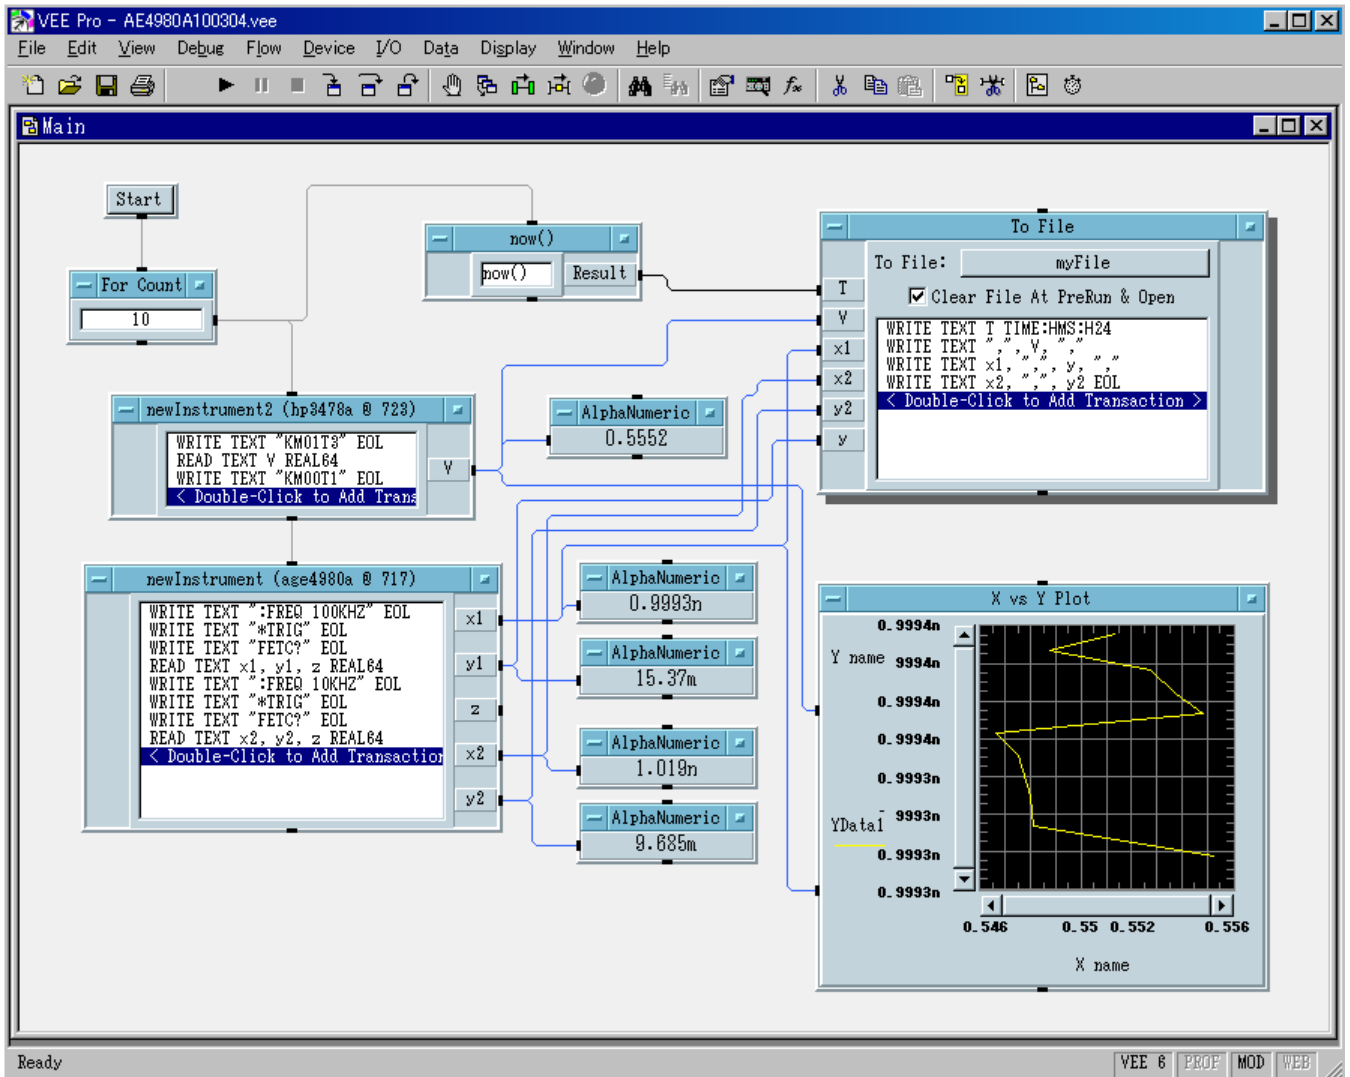 VEE Pro - AE4980A100304.vee
File Edit View Debug Flow Device I/O Data Display Window Help
Main
Start
For Count
10
now()
now()
Result
To File
To File: myFile
Clear File At PreRun & Open
T
V
x1
x2
y2
y
WRITE TEXT T TIME:HMS:H24
WRITE TEXT ",", V, ","
WRITE TEXT x1, ",", y, ","
WRITE TEXT x2, ",", y2 EOL
< Double-Click to Add Transaction >
newInstrument2 (hp3478a @ 723)
WRITE TEXT "KM01T3" EOL
READ TEXT V REAL64
WRITE TEXT "KM00T1" EOL
< Double-Click to Add Trans
V
AlphaNumeric
0.5552
newInstrument (age4980a @ 717)
WRITE TEXT ":FREQ 100KHZ" EOL
WRITE TEXT "*TRIG" EOL
WRITE TEXT "FETC?" EOL
READ TEXT x1, y1, z REAL64
WRITE TEXT ":FREQ 10KHZ" EOL
WRITE TEXT "*TRIG" EOL
WRITE TEXT "FETC?" EOL
READ TEXT x2, y2, z REAL64
< Double-Click to Add Transaction
x1
y1
z
x2
y2
AlphaNumeric
0.9993n
AlphaNumeric
15.37m
AlphaNumeric
1.019n
AlphaNumeric
9.685m
X vs Y Plot
0.9994n
Y name 9994n
0.9994n
0.9994n
0.9993n
9993n
YData1
0.9993n
0.9993n
0.546 0.55 0.552 0.556
X name
Ready
VEE 6 PROF MOD WEB